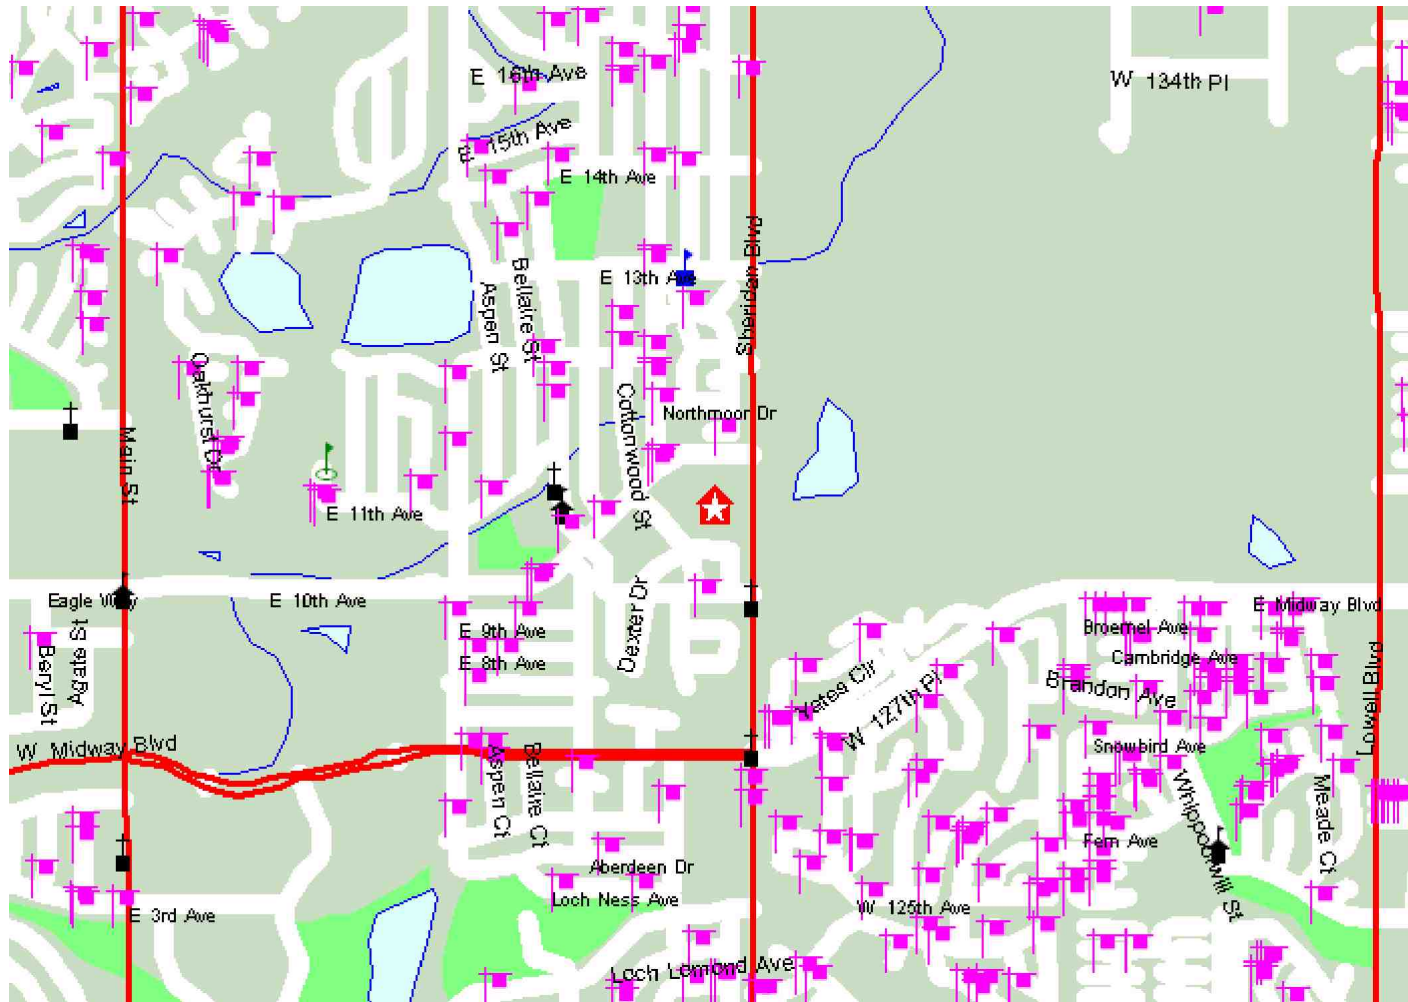 E 16th Ave
W 134th Pl
E 15th Ave
E 14th Ave
Sheridan Blvd
E 13th Ave
Bellaire St
Aspen St
Oakhurst Dr
Cottonwood St
Northmoor Dr
Main St
E 11th Ave
Eagle Way
E 10th Ave
E Midway Blvd
Dexter Dr
E 9th Ave
Broemel Ave
Agate St
Beryl St
E 8th Ave
Cambridge Ave
Yates Cir
W 127th Pl
Brandon Ave
Lowell Blvd
W Midway Blvd
Snowbird Ave
Aspen Ct
Bellaire Ct
Whippoorwill St
Meade Ct
Fern Ave
Aberdeen Dr
Loch Ness Ave
W 125th Ave
E 3rd Ave
Loch Lomond Ave